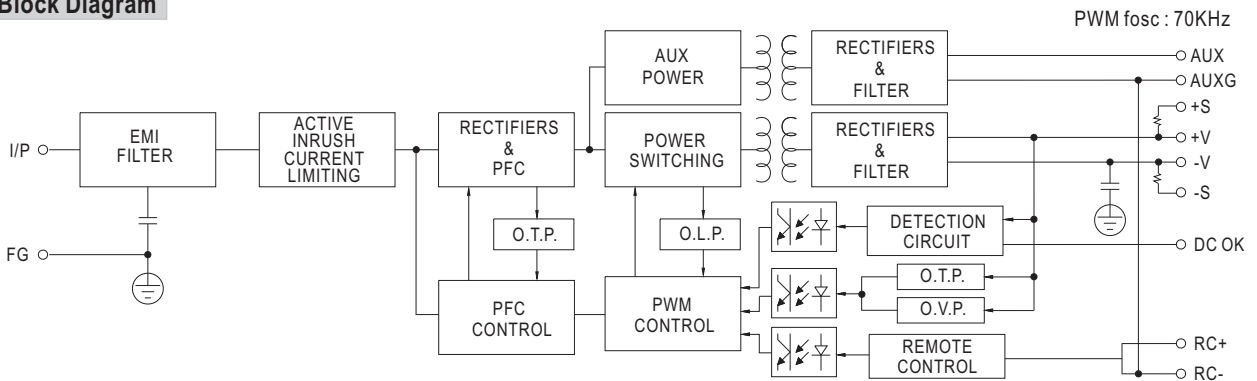 Block Diagram
PWM fosc : 70KHz
I/P
EMI
FILTER
FG
ACTIVE
INRUSH
CURRENT
LIMITING
RECTIFIERS
&
PFC
O.T.P.
PFC
CONTROL
AUX
POWER
POWER
SWITCHING
O.L.P.
PWM
CONTROL
RECTIFIERS
&
FILTER
RECTIFIERS
&
FILTER
DETECTION
CIRCUIT
O.T.P.
O.V.P.
REMOTE
CONTROL
AUX
AUXG
+S
+V
-V
-S
DC OK
RC+
RC-